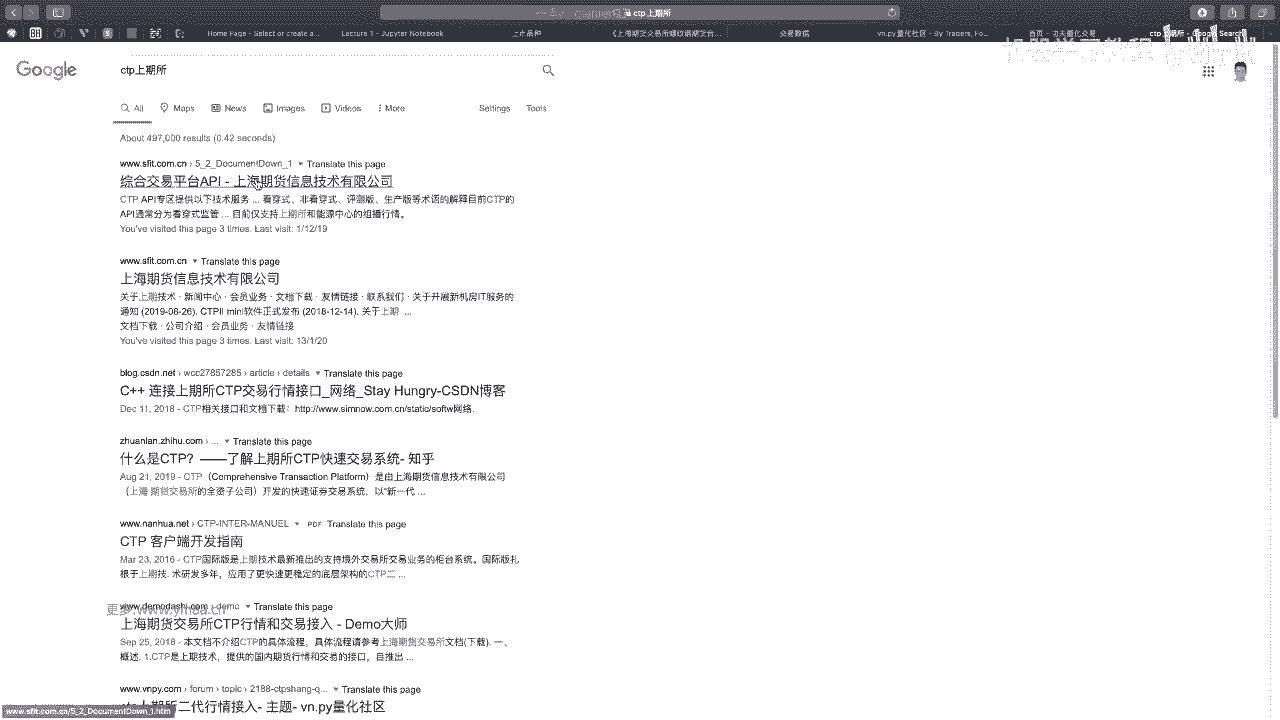 ctp 上期所
Home Page - Select or create a...
Lecture 1 - Jupyter Notebook
上市品种
《上海期货交易所螺纹钢期货合...
交易数据
vn.py量化社区 - By Traders, Fo...
首页 - 功夫量化交易
ctp 上期所 - Google Search
Google
ctp上期所
All
Maps
News
Images
Videos
More
Settings
Tools
About 497,000 results (0.42 seconds)
www.sfit.com.cn › 5_2_DocumentDown_1 ▼ Translate this page
综合交易平台API - 上海期货信息技术有限公司
CTP API专区提供以下技术服务 ... 看穿式、非看穿式、评测版、生产版等术语的解释目前CTP的
API通常分为看穿式监管 ... 目前仅支持上期所和能源中心的组播行情。
You've visited this page 3 times. Last visit: 1/12/19
www.sfit.com.cn ▼ Translate this page
上海期货信息技术有限公司
关于上期技术 · 新闻中心 · 会员业务 · 文档下载 · 友情链接 · 联系我们 · 关于开展新机房IT服务的
通知 (2019-08-26). CTPII mini软件正式发布 (2018-12-14). 关于上期 ...
文档下载 · 公司介绍 · 会员业务 · 友情链接
You've visited this page 3 times. Last visit: 13/1/20
blog.csdn.net › wcc27857285 › article › details ▼ Translate this page
C++ 连接上期所CTP交易行情接口_网络_Stay Hungry-CSDN博客
Dec 11, 2018 - CTP相关接口和文档下载：http://www.simnow.com.cn/static/softw网络.
zhuanlan.zhihu.com › ... ▼ Translate this page
什么是CTP？——了解上期所CTP快速交易系统- 知乎
Aug 21, 2019 - CTP（Comprehensive Transaction Platform）是由上海期货信息技术有限公司
（上海 期货交易所的全资子公司）开发的快速证券交易系统，以“新一代 ...
www.nanhua.net › CTP-INTER-MANUEL ▼ PDF Translate this page
CTP 客户端开发指南
Mar 23, 2016 - CTP国际版是上期技术最新推出的支持境外交易所交易业务的柜台系统。国际版扎
根于上期技. 术研发多年，应用了更快速更稳定的底层架构的CTP二 ...
www.demodashi.com › demo ▼ Translate this page
更多:www.ymoa.cn
上海期货交易所CTP行情和交易接入 - Demo大师
Sep 25, 2018 - 本文档不介绍CTP的具体流程，具体流程请参考上海期货交易所文档(下载). 一、
概述. 1.CTP是上期技术，提供的国内期货行情和交易的接口，自推出 ...
www.vnpy.com › forum › topic › 2188-ctpshang-q... ▼ Translate this page
ctp上期所二代行情接入- 主题- vn.py量化社区
www.sfit.com.cn/5_2_DocumentDown_1.htm